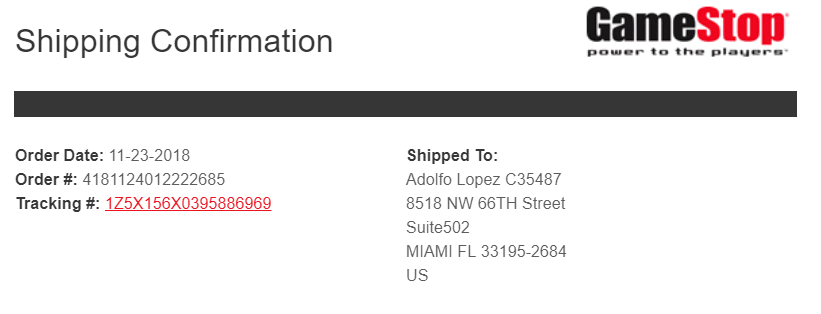 Shipping Confirmation
GameStop
power to the players
Order Date: 11-23-2018
Order #: 4181124012222685
Tracking #: 1Z5X156X0395886969
Shipped To:
Adolfo Lopez C35487
8518 NW 66TH Street
Suite502
MIAMI FL 33195-2684
US